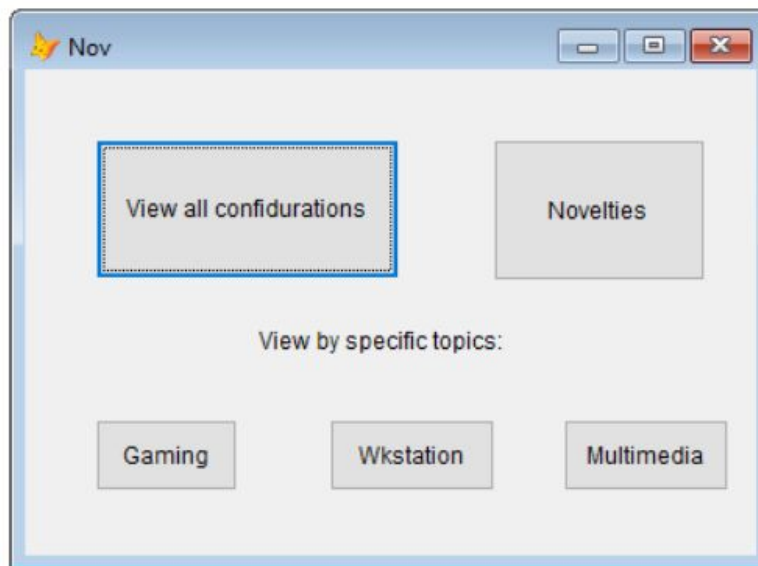 Nov
View all confidurations
Novelties
View by specific topics:
Gaming
Wkstation
Multimedia